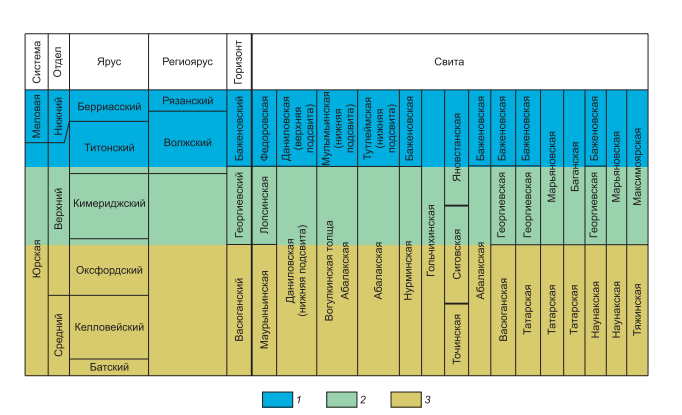 Система
Отдел
Ярус
Региоярус
Горизонт
Свита
Меловая
Юрская
Нижний
Верхний
Средний
Берриасский
Титонский
Кимериджский
Оксфордский
Келловейский
Батский
Рязанский
Волжский
Баженовский
Георгиевский
Васюганский
Федоровская
Лопсинская
Маурыньинская
Даниловская
(верхняя
подсвита)
Даниловская
(нижняя подсвита)
Мулымьинская
(нижняя
подсвита)
Вогулкинская толща
Абалакская
Тутлеймская
(нижняя
подсвита)
Абалакская
Баженовская
Нурминская
Гольчихинская
Яновстанская
Сиговская
Точинская
Баженовская
Абалакская
Баженовская
Георгиевская
Васюганская
Баженовская
Георгиевская
Татарская
Марьяновская
Татарская
Баганская
Татарская
Баженовская
Георгиевская
Наунакская
Марьяновская
Наунакская
Максимоярская
Тяжинская
1
2
3